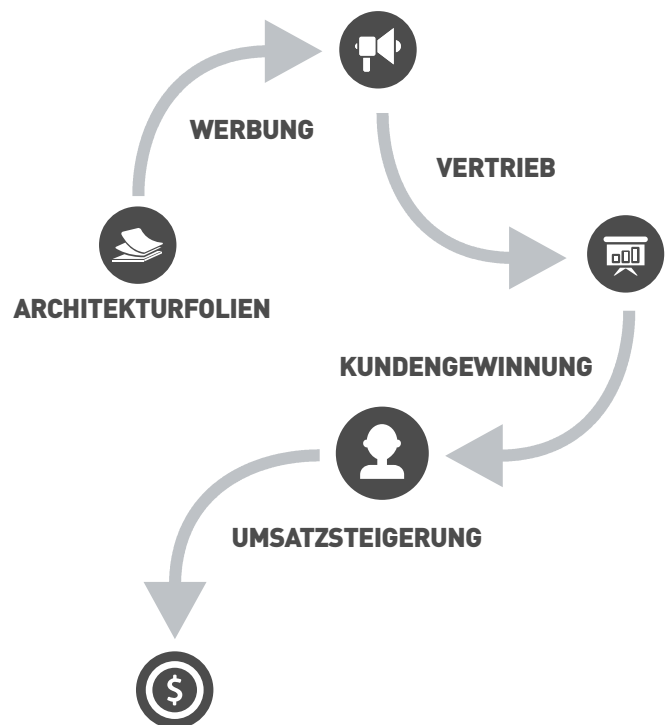 WERBUNG
VERTRIEB
ARCHITEKTURFOLIEN
KUNDENGEWINNUNG
UMSATZSTEIGERUNG
$